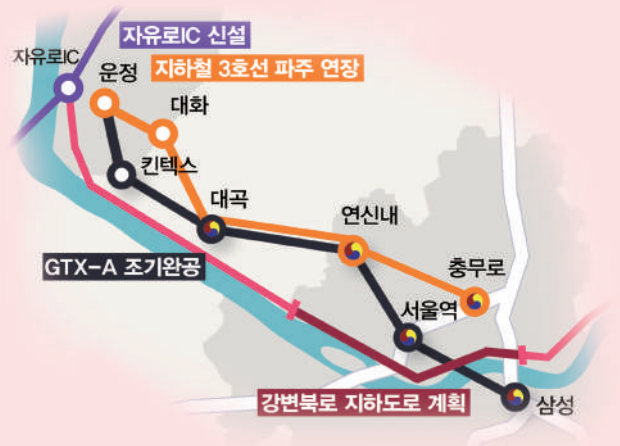 자유로IC 신설
자유로IC
운정
지하철 3호선 파주 연장
대화
킨텍스
대곡
연신내
GTX-A 조기완공
충무로
서울역
강변북로 지하도로 계획
삼성